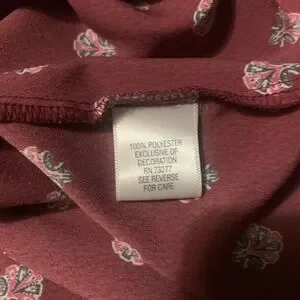 100% POLYESTER
EXCLUSIVE OF
DECORATION
RN 73277
SEE REVERSE
FOR CARE